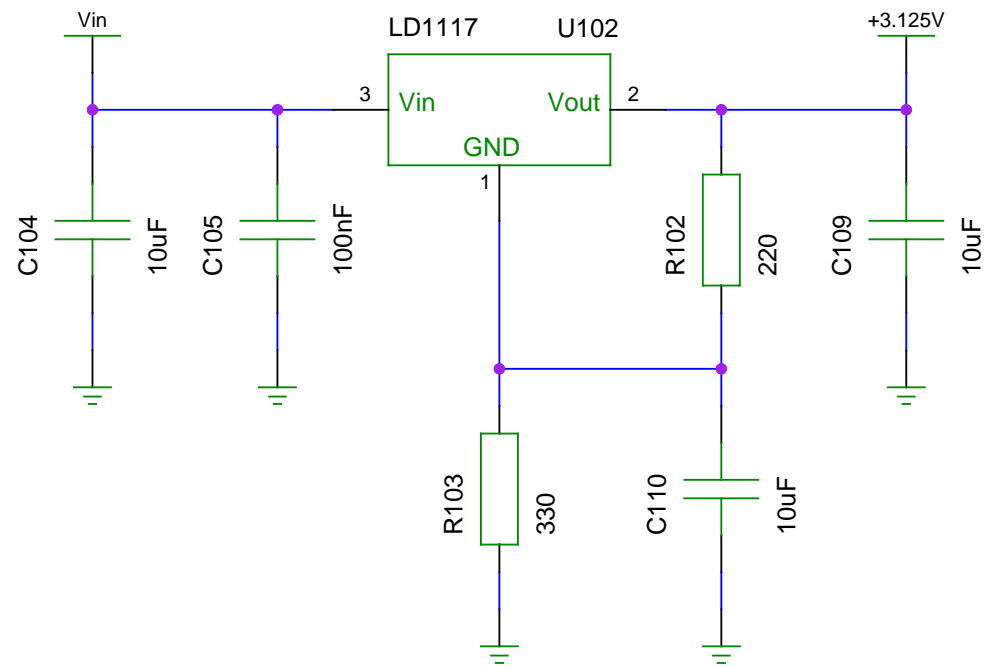 Vin
LD1117
U102
+3.125V
3
Vin
Vout
2
GND
1
C104
10uF
C105
100nF
R102
220
C109
10uF
R103
330
C110
10uF